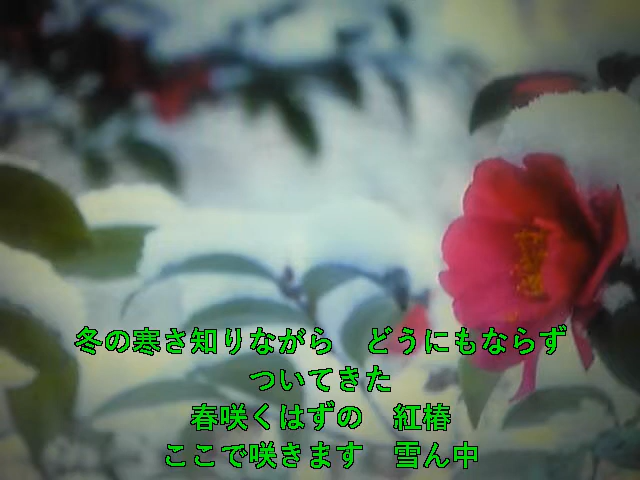 冬の寒さ知りながら　どうにもならず
ついてきた
春咲くはずの　紅椿
ここで咲きます　雪ん中